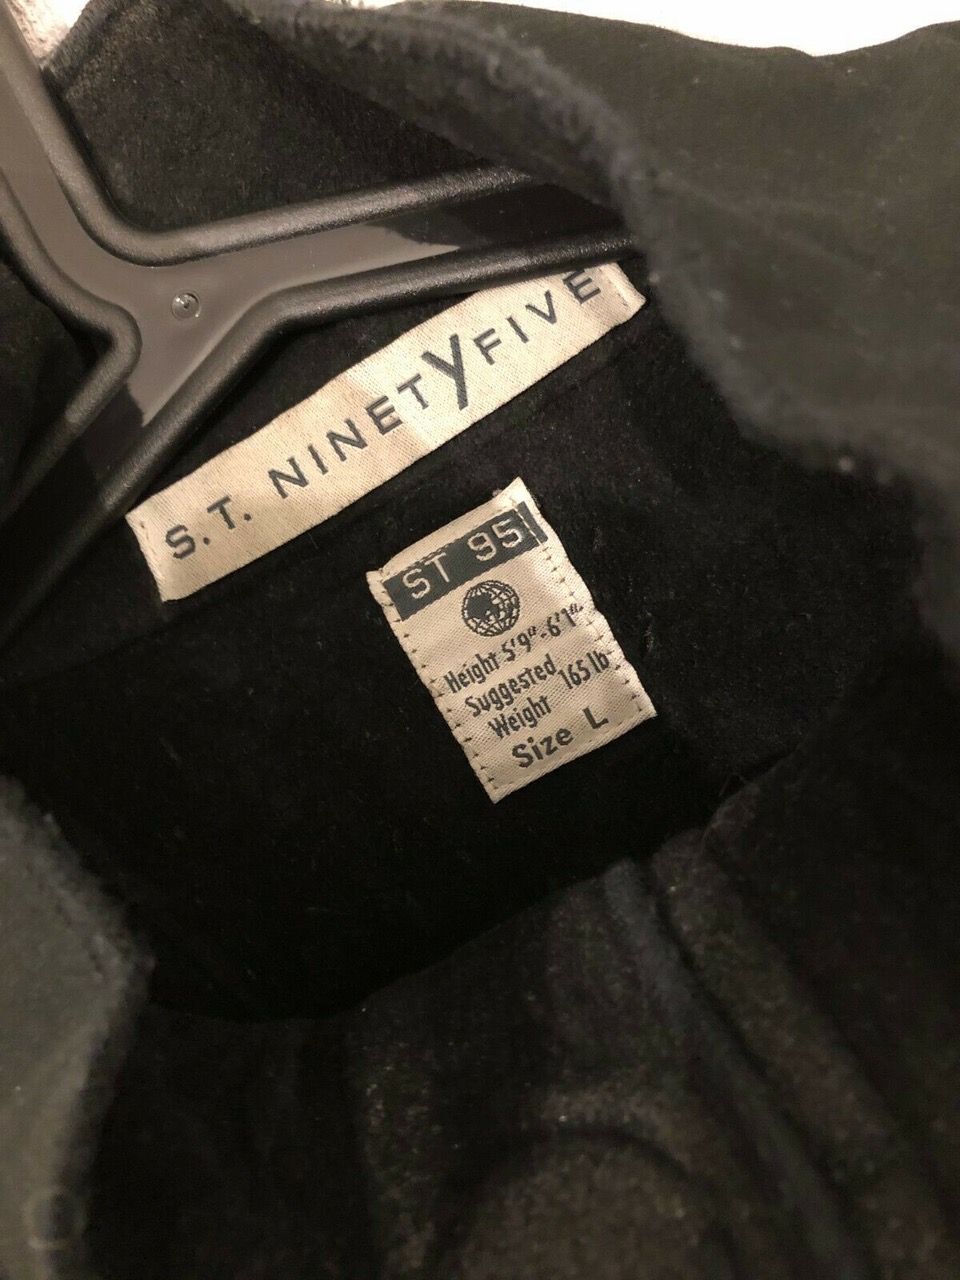 S.T. NINETYFIVE
ST 95
Height 5'9"-6'1"
Suggested
Weight 165 lb
Size L